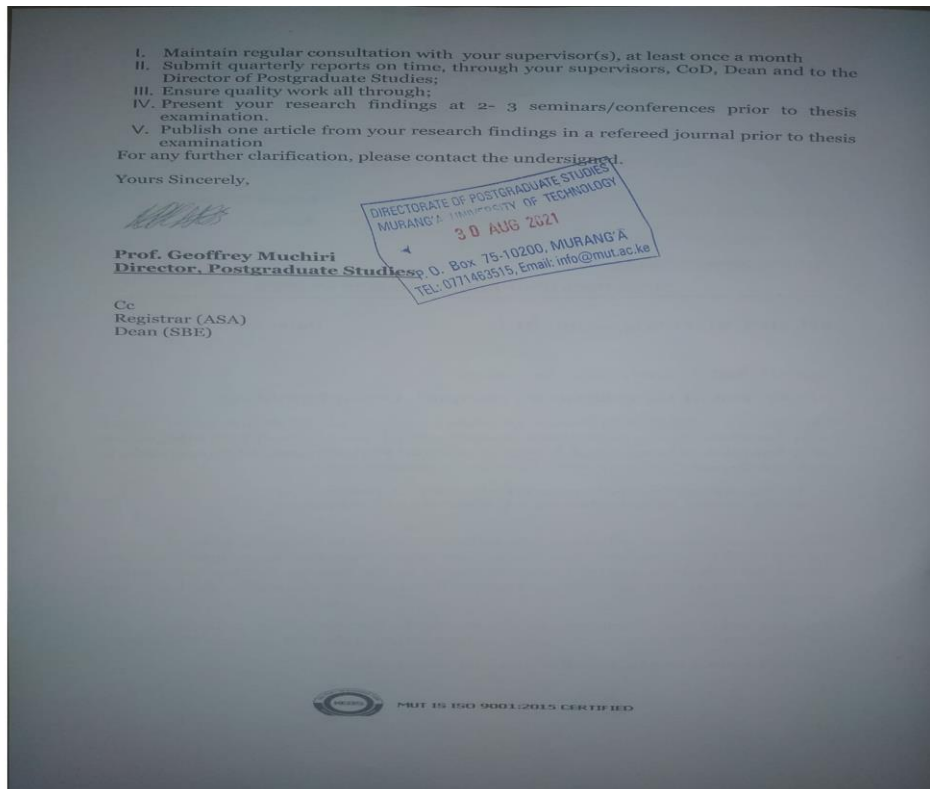 I. Maintain regular consultation with your supervisor(s), at least once a month
II. Submit quarterly reports on time, through your supervisors, CoD, Dean and to the
Director of Postgraduate Studies;
III. Ensure quality work all through;
IV. Present your research findings at 2- 3 seminars/conferences prior to thesis
examination.
V. Publish one article from your research findings in a refereed journal prior to thesis
examination
For any further clarification, please contact the undersigned.
Yours Sincerely,
DIRECTORATE OF POSTGRADUATE STUDIES
MURANG'A UNIVERSITY OF TECHNOLOGY
30 AUG 2021
P. O. Box 75-10200, MURANG'A
TEL: 0771463515, Email: info@mut.ac.ke
Prof. Geoffrey Muchiri
Director, Postgraduate Studies
Cc
Registrar (ASA)
Dean (SBE)
MUT IS ISO 9001:2015 CERTIFIED